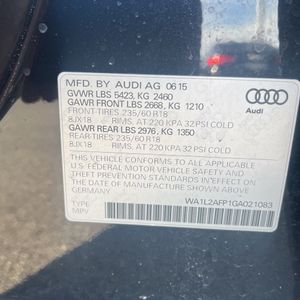 MFD. BY AUDI AG 06 15
GVWR LBS 5423, KG 2460
GAWR FRONT LBS 2668, KG 1210
FRONT-TIRES 235/60 R18
8JX18 RIMS, AT 220 KPA 32 PSI COLD
GAWR REAR LBS 2976, KG 1350
REAR-TIRES 235/60 R18
8JX18 RIMS, AT 220 KPA 32 PSI COLD
Audi
THIS VEHICLE CONFORMS TO ALL APPLICABLE
U.S. FEDERAL MOTOR VEHICLE SAFETY AND
THEFT PREVENTION STANDARDS IN EFFECT ON
THE DATE OF MANUFACTURE SHOWN ABOVE
GERMANY
TYPE: WA1L2AFP1GA021083
MPV